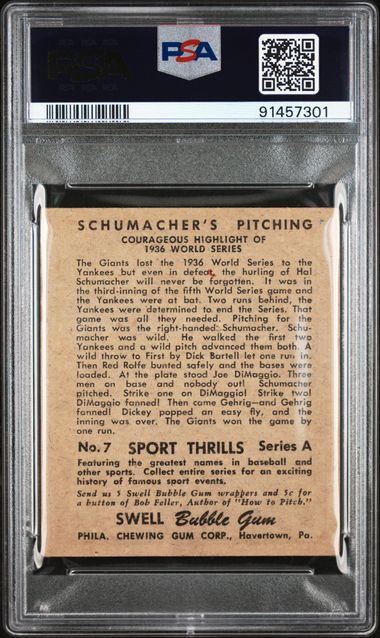 PSA
PSA
91457301
SCHUMACHER'S PITCHING
COURAGEOUS HIGHLIGHT OF
1936 WORLD SERIES
The Giants lost the 1936 World Series to the
Yankees but even in defeat, the hurling of Hal
Schumacher will never be forgotten. It was in
the third-inning of the fifth World Series game and
the Yankees were at bat. Two runs behind, the
Yankees were determined to end the Series. That
game was all they needed. Pitching for the
Giants was the right-handed Schumacher. Schu-
macher was wild. He walked the first two
Yankees and a wild pitch advanced them both. A
wild throw to First by Dick Bartell let one run in.
Then Red Rolfe bunted safely and the bases were
loaded. At the plate stood Joe DiMaggio. Three
men on base and nobody out! Schumacher
pitched. Strike one on DiMaggio! Strike two!
DiMaggio fanned! Then came Gehrig—and Gehrig
fanned! Dickey popped an easy fly, and the
inning was over. The Giants won the game by
one run.
No. 7 SPORT THRILLS Series A
Featuring the greatest names in baseball and
other sports. Collect entire series for an exciting
history of famous sport events.
Send us 5 Swell Bubble Gum wrappers and 5c for
a button of Bob Feller, Author of "How to Pitch."
SWELL Bubble Gum
PHILA. CHEWING GUM CORP., Havertown, Pa.